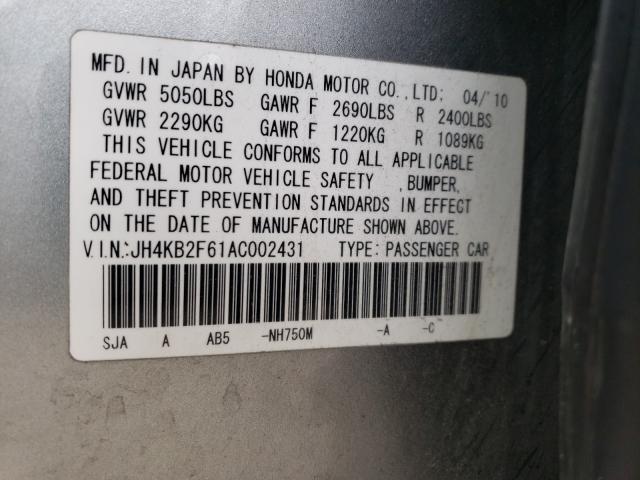 MFD. IN JAPAN BY HONDA MOTOR CO.,LTD; 04/'10
GVWR 5050LBS GAWR F 2690LBS R 2400LBS
GVWR 2290KG GAWR F 1220KG R 1089KG
THIS VEHICLE CONFORMS TO ALL APPLICABLE
FEDERAL MOTOR VEHICLE SAFETY ,BUMPER,
AND THEFT PREVENTION STANDARDS IN EFFECT
ON THE DATE OF MANUFACTURE SHOWN ABOVE.
V.I.N.:JH4KB2F61AC002431 TYPE: PASSENGER CAR
SJA A AB5 -NH750M -A -C